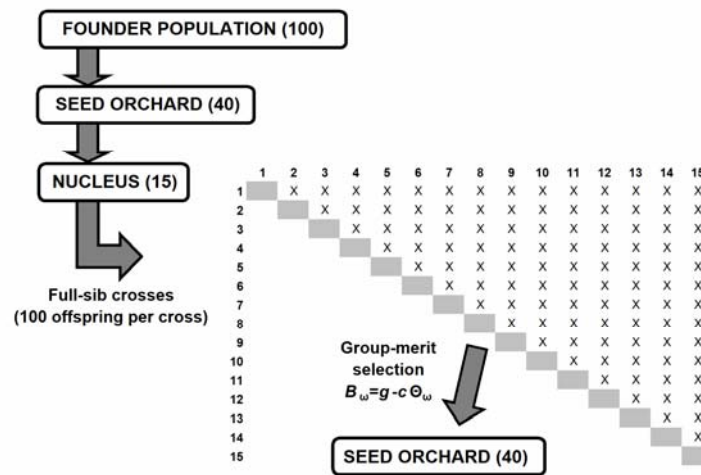 FOUNDER POPULATION (100)
SEED ORCHARD (40)
NUCLEUS (15)
Full-sib crosses
(100 offspring per cross)
1 2 3 4 5 6 7 8 9 10 11 12 13 14 15
1 X X X X X X X X X X X X X X
2 X X X X X X X X X X X X X
3 X X X X X X X X X X X X
4 X X X X X X X X X X X
5 X X X X X X X X X X
6 X X X X X X X X X
7 X X X X X X X X
8 X X X X X X X
9 X X X X X X
10 X X X X X
11 X X X X
12 X X X
13 X X
14 X
15
Group-merit
selection
Bω=g-cΘω
SEED ORCHARD (40)